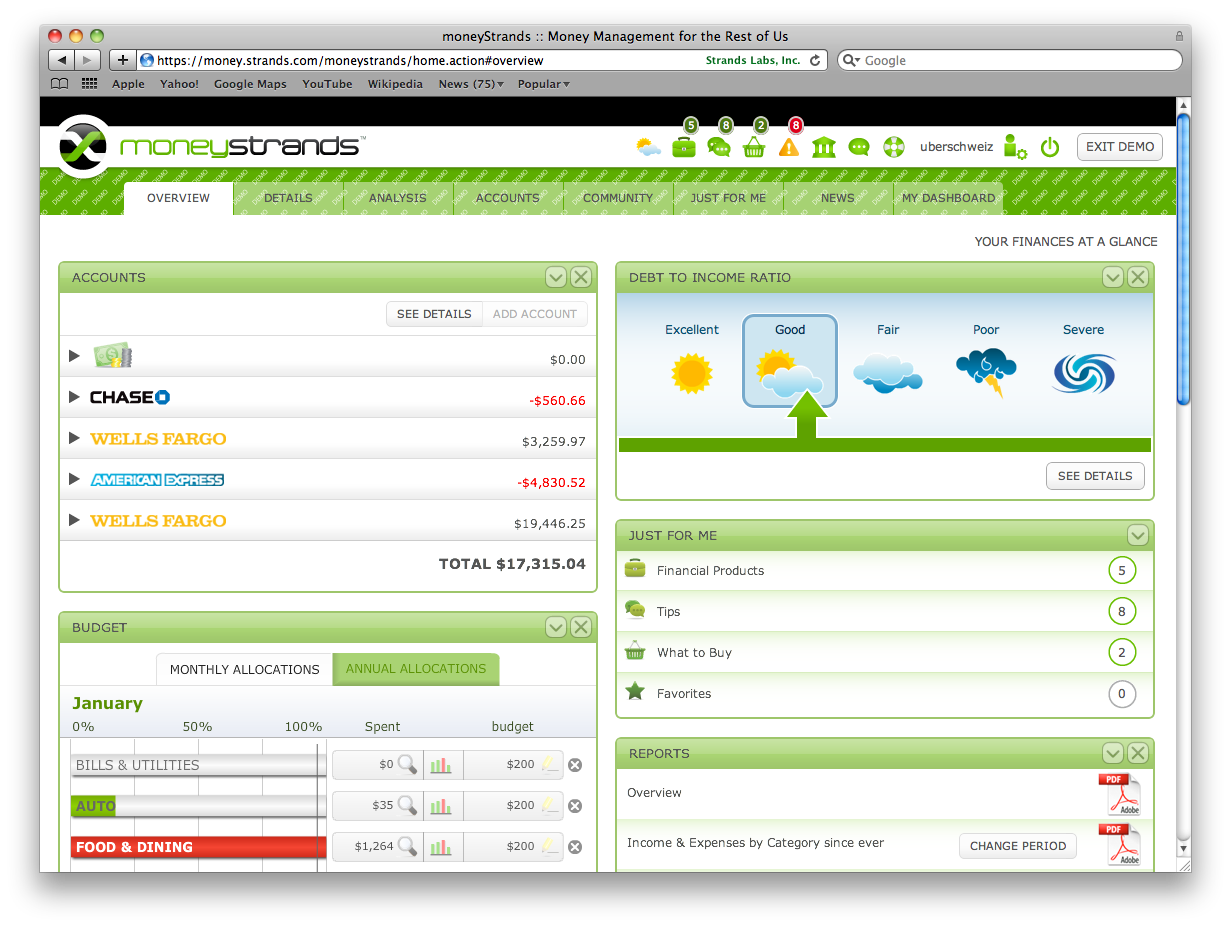 moneyStrands :: Money Management for the Rest of Us
https://money.strands.com/moneystrands/home.action#overview
Strands Labs, Inc.
Google
Apple Yahoo! Google Maps YouTube Wikipedia News (75) Popular
5 8 2 8
moneystrands™
uberschweiz
EXIT DEMO
OVERVIEW DETAILS ANALYSIS ACCOUNTS COMMUNITY JUST FOR ME NEWS MY DASHBOARD
YOUR FINANCES AT A GLANCE
ACCOUNTS
SEE DETAILS ADD ACCOUNT
$0.00
CHASE -$560.66
WELLS FARGO $3,259.97
AMERICAN EXPRESS -$4,830.52
WELLS FARGO $19,446.25
TOTAL $17,315.04
BUDGET
MONTHLY ALLOCATIONS ANNUAL ALLOCATIONS
January
0% 50% 100% Spent budget
BILLS & UTILITIES $0 $200
AUTO $35 $200
FOOD & DINING $1,264 $200
DEBT TO INCOME RATIO
Excellent Good Fair Poor Severe
SEE DETAILS
JUST FOR ME
Financial Products 5
Tips 8
What to Buy 2
Favorites 0
REPORTS
Overview
PDF
Adobe
Income & Expenses by Category since ever CHANGE PERIOD
PDF
Adobe